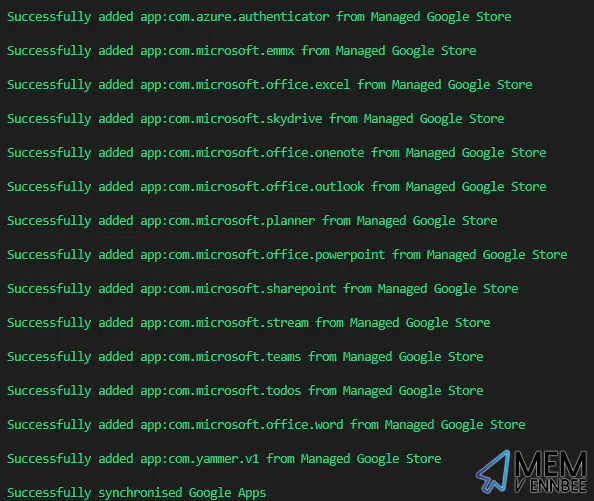 Successfully added app:com.azure.authenticator from Managed Google Store
Successfully added app:com.microsoft.emmx from Managed Google Store
Successfully added app:com.microsoft.office.excel from Managed Google Store
Successfully added app:com.microsoft.skydrive from Managed Google Store
Successfully added app:com.microsoft.office.onenote from Managed Google Store
Successfully added app:com.microsoft.office.outlook from Managed Google Store
Successfully added app:com.microsoft.planner from Managed Google Store
Successfully added app:com.microsoft.office.powerpoint from Managed Google Store
Successfully added app:com.microsoft.sharepoint from Managed Google Store
Successfully added app:com.microsoft.stream from Managed Google Store
Successfully added app:com.microsoft.teams from Managed Google Store
Successfully added app:com.microsoft.todos from Managed Google Store
Successfully added app:com.microsoft.office.word from Managed Google Store
Successfully added app:com.yammer.v1 from Managed Google Store
Successfully synchronised Google Apps
MEM
V ENNBEE